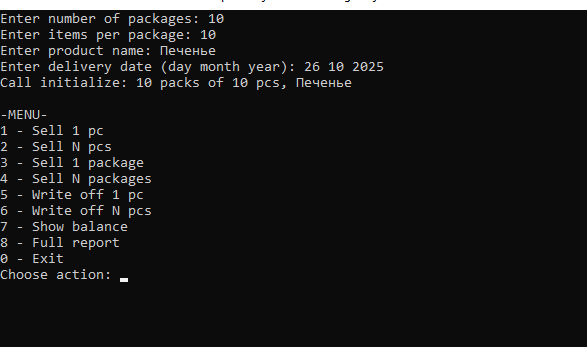 Enter number of packages: 10
Enter items per package: 10
Enter product name: Печенье
Enter delivery date (day month year): 26 10 2025
Call initialize: 10 packs of 10 pcs, Печенье
-MENU-
1 - Sell 1 pc
2 - Sell N pcs
3 - Sell 1 package
4 - Sell N packages
5 - Write off 1 pc
6 - Write off N pcs
7 - Show balance
8 - Full report
0 - Exit
Choose action: